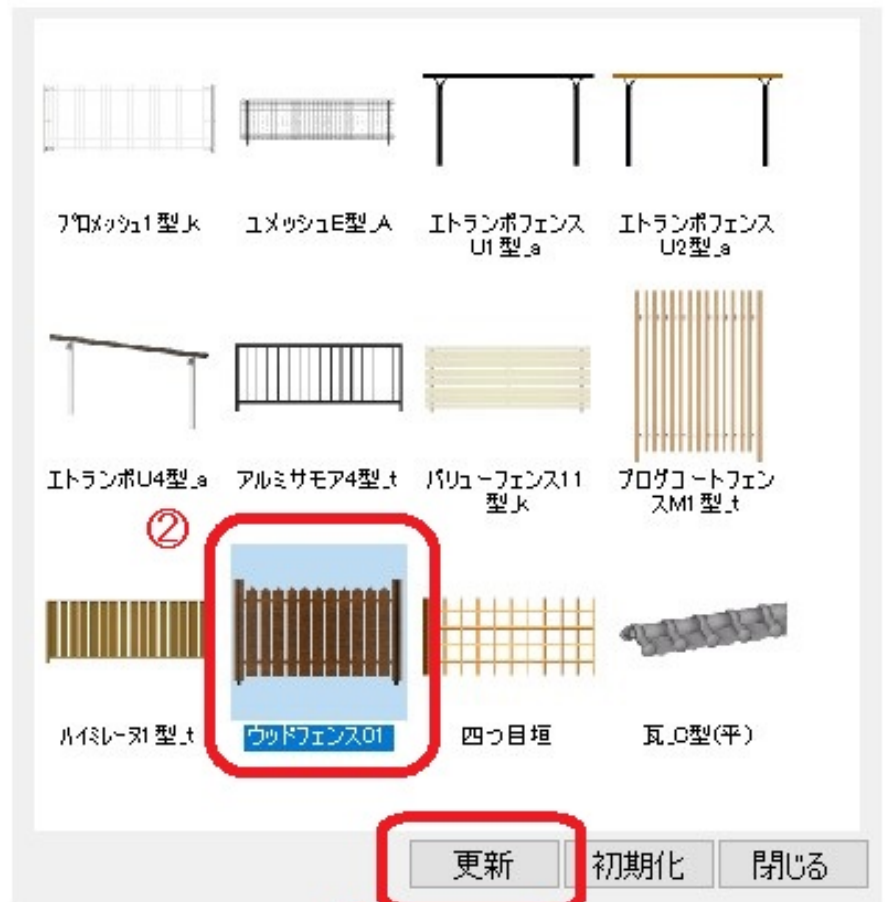 プロメッシュ1型_k
ユメッシュE型_A
エトランポフェンス
U1型_a
エトランポフェンス
U2型_a
エトランポU4型_a
アルミサモア4型_t
バリューフェンス11
型_k
プログコートフェン
スM1型_t
②
ハイミレーヌ1型_t
ウッドフェンス01
四つ目垣
瓦_C型(平)
更新
初期化
閉じる